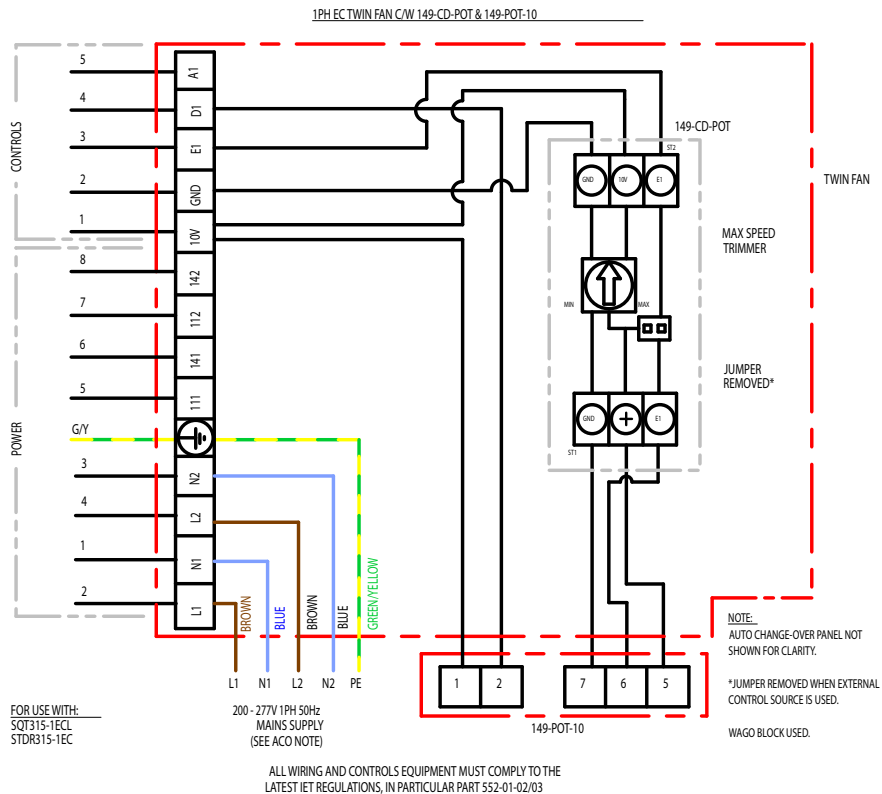 1PH EC TWIN FAN C/W 149-CD-POT & 149-POT-10
CONTROLS
5
4
3
2
1
POWER
8
7
6
5
G/Y
3
4
1
2
A1
D1
E1
GND
10V
142
112
141
111
N2
L2
N1
L1
149-CD-POT
ST2
GND
10V
E1
TWIN FAN
MAX SPEED
TRIMMER
MIN
MAX
JUMPER
REMOVED*
GND
+
E1
ST1
BROWN
BLUE
BROWN
BLUE
GREEN/YELLOW
L1
N1
L2
N2
PE
1
2
7
6
5
149-POT-10
NOTE:
AUTO CHANGE-OVER PANEL NOT
SHOWN FOR CLARITY.
*JUMPER REMOVED WHEN EXTERNAL
CONTROL SOURCE IS USED.
WAGO BLOCK USED.
FOR USE WITH:
SQT315-1ECL
STDR315-1EC
200 - 277V 1PH 50Hz
MAINS SUPPLY
(SEE ACO NOTE)
ALL WIRING AND CONTROLS EQUIPMENT MUST COMPLY TO THE
LATEST IET REGULATIONS, IN PARTICULAR PART 552-01-02/03